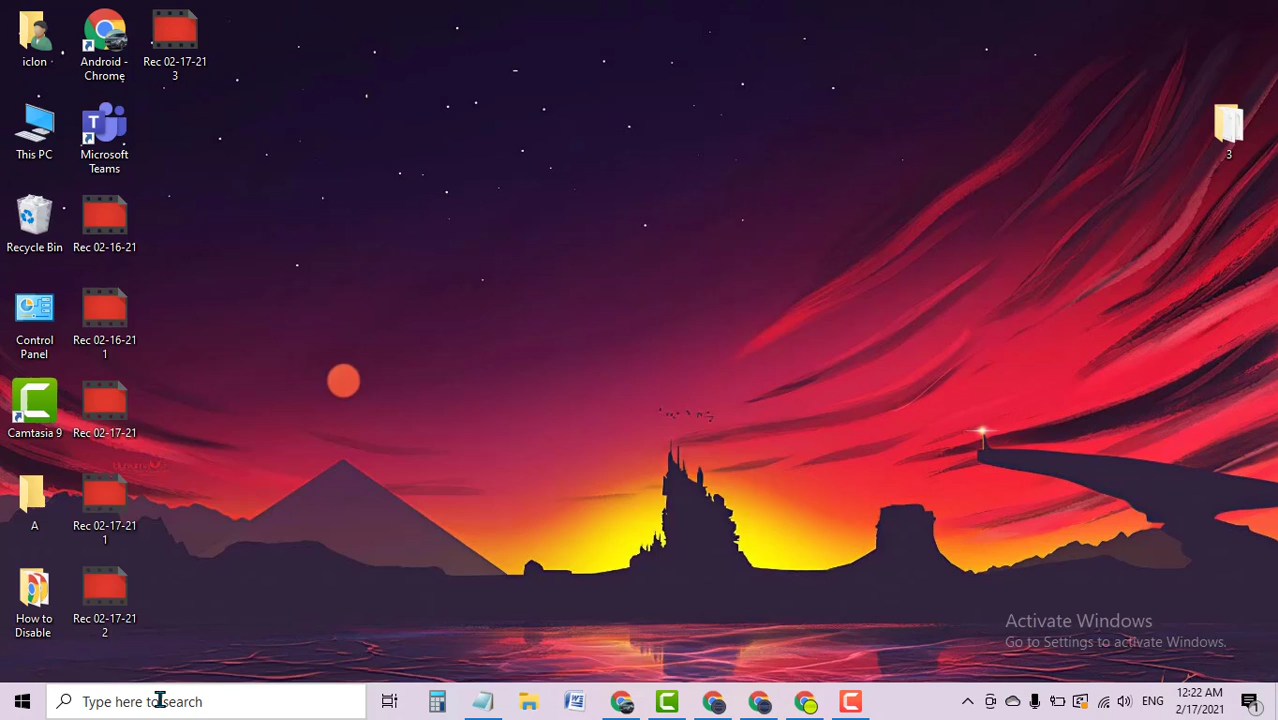 iclon
Android - Chrome
Rec 02-17-21 3
This PC
Microsoft Teams
3
Recycle Bin
Rec 02-16-21
Control Panel
Rec 02-16-21 1
Camtasia 9
Rec 02-17-21
A
Rec 02-17-21 1
How to Disable
Rec 02-17-21 2
Activate Windows
Go to Settings to activate Windows.
Type here to search
ENG
12:22 AM
2/17/2021
1